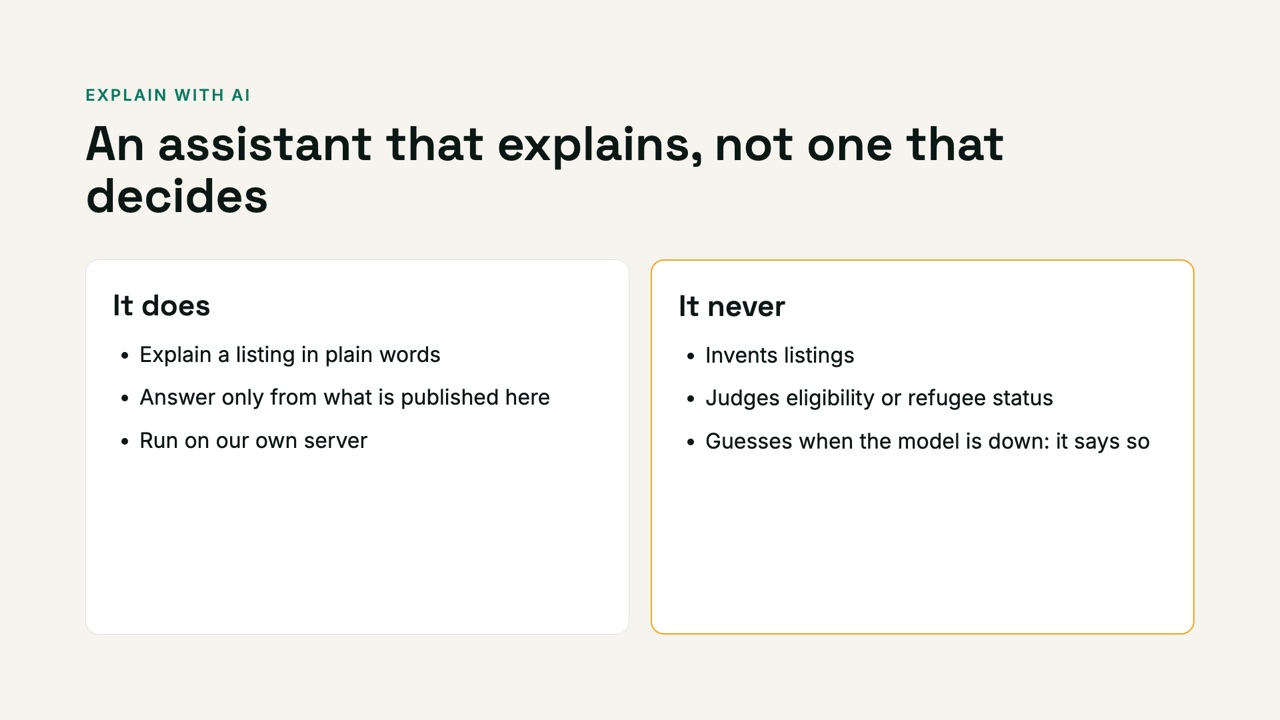 EXPLAIN WITH AI
An assistant that explains, not one that
decides
It does
• Explain a listing in plain words
• Answer only from what is published here
• Run on our own server
It never
• Invents listings
• Judges eligibility or refugee status
• Guesses when the model is down: it says so